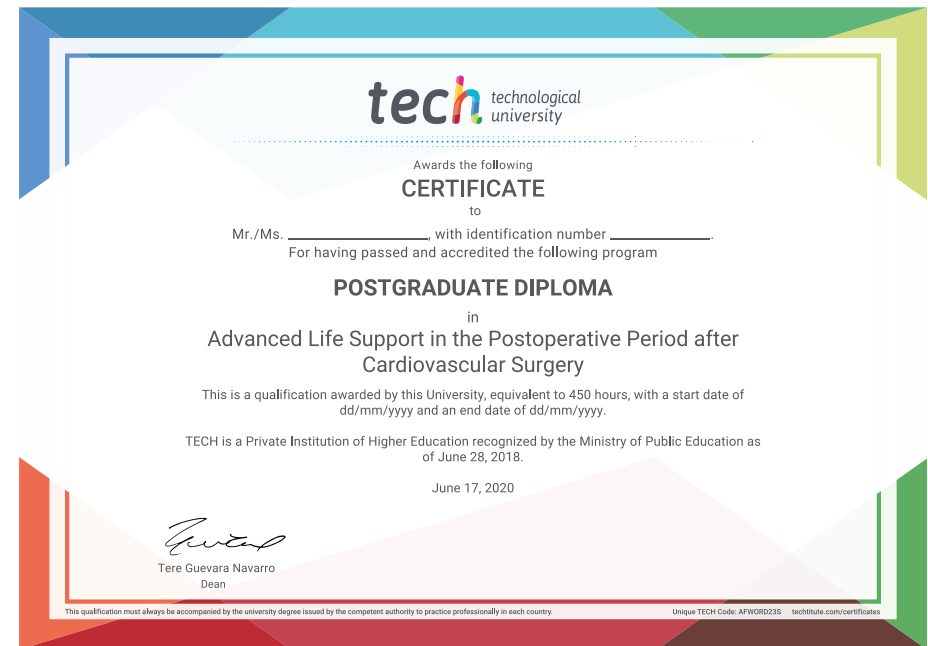 tech technological
university
Awards the following
CERTIFICATE
to
Mr./Ms. ____________, with identification number ____________.
For having passed and accredited the following program
POSTGRADUATE DIPLOMA
in
Advanced Life Support in the Postoperative Period after
Cardiovascular Surgery
This is a qualification awarded by this University, equivalent to 450 hours, with a start date of
dd/mm/yyyy and an end date of dd/mm/yyyy.
TECH is a Private Institution of Higher Education recognized by the Ministry of Public Education as
of June 28, 2018.
June 17, 2020
Tere Guevara Navarro
Dean
This qualification must always be accompanied by the university degree issued by the competent authority to practice professionally in each country. Unique TECH Code: AFWORD23S techtitute.com/certificates